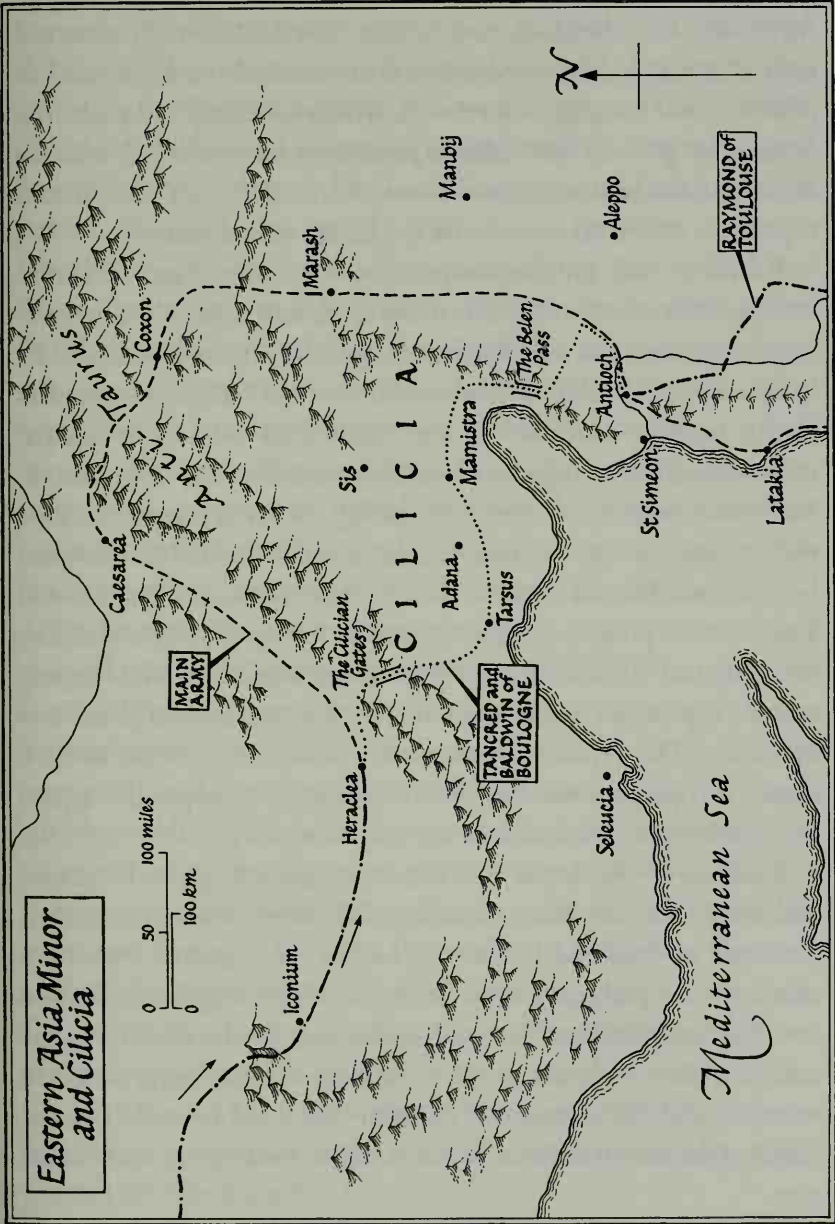 Eastern Asia Minor
and Cilicia
0 50 100 miles
0 100 km
N
MAIN
ARMY
Caesarea
Anti Taurus
Coxon
Marash
Manbij
Aleppo
RAYMOND of
TOULOUSE
Iconium
Heraclea
The Cilician
Gates
CILICIA
Sis
Adana
Mamistra
Tarsus
The Belen
Pass
Antioch
St Simeon
Latakia
TANCRED and
BALDWIN of
BOULOGNE
Seleucia
Mediterranean Sea